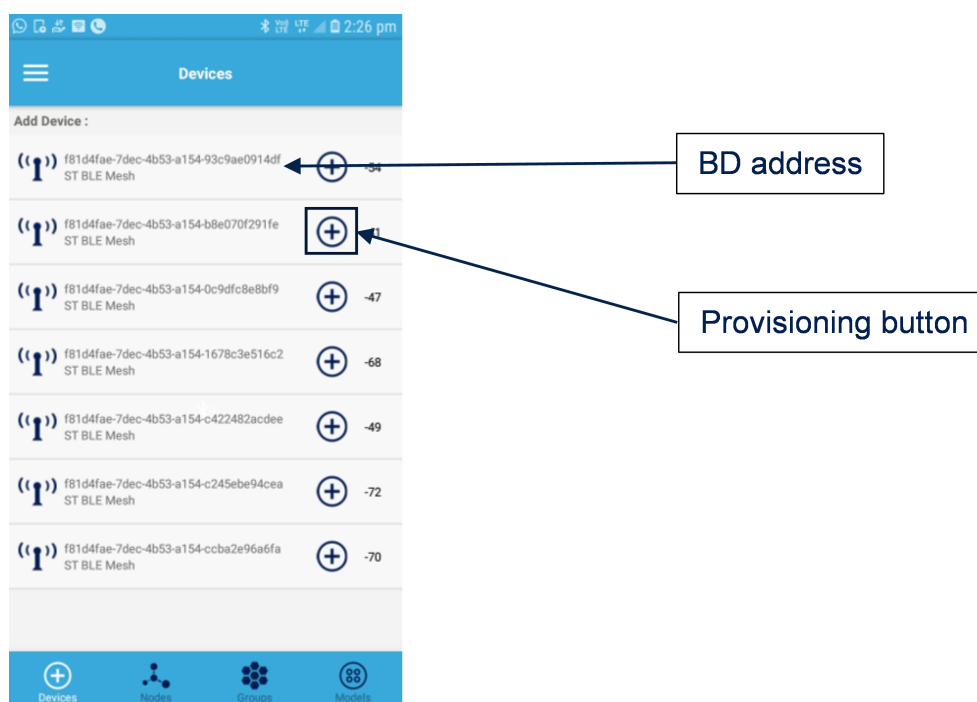 2:26 pm
Devices
Add Device :
f81d4fae-7dec-4b53-a154-93c9ae0914df
ST BLE Mesh
BD address
f81d4fae-7dec-4b53-a154-b8e070f291fe
ST BLE Mesh
f81d4fae-7dec-4b53-a154-0c9dfc8e8bf9
-47
ST BLE Mesh
Provisioning button
f81d4fae-7dec-4b53-a154-1678c3e516c2
-68
ST BLE Mesh
f81d4fae-7dec-4b53-a154-c422482acdee
-49
ST BLE Mesh
f81d4fae-7dec-4b53-a154-c245ebe94cea
-72
ST BLE Mesh
f81d4fae-7dec-4b53-a154-ccba2e96a6fa
-70
ST BLE Mesh
Devices Nodes Groups Models